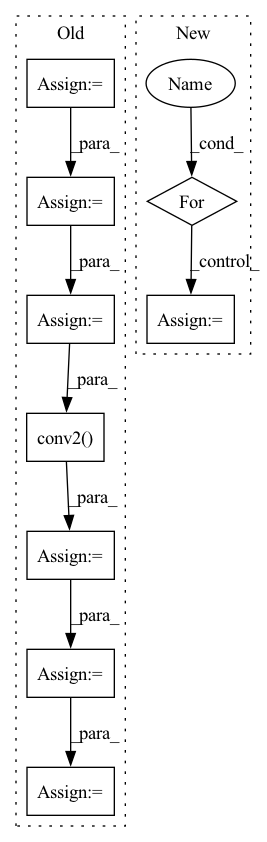 Old
Assign:=
_para_
Assign:=
_para_
Assign:=
_para_
conv2()
_para_
Assign:=
_para_
Assign:=
_para_
Assign:=
New
Name
_cond_
For
_control_
Assign:=